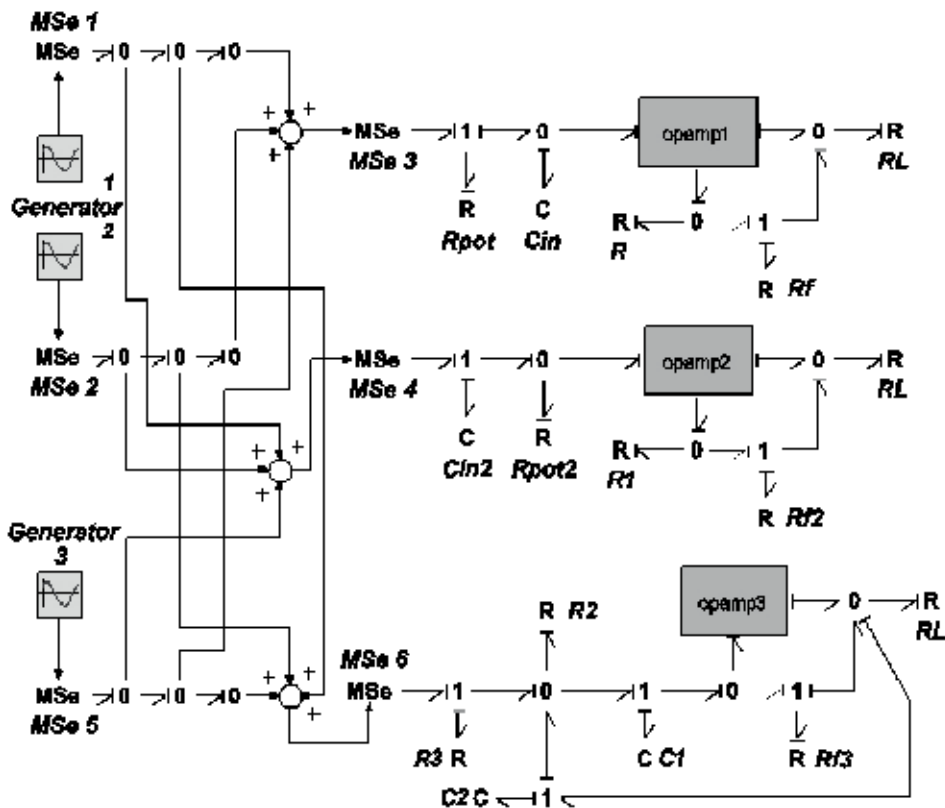 MSe 1
MSe 0 0 0
+ +
+
MSe 1 0 opamp1 0 R
MSe 3 RL
Generator 1
R C R 0 1
Rpot Cin R
R Rf
2
MSe 0 0 0
MSe 2
MSe 1 0 opamp2 0 R
MSe 4 RL
C R R 0 1
Cin2 Rpot2 R1
+ +
+
R Rf2
Generator
3
opamp3 0 R
RL
R R2
MSe 6
MSe 0 0 0
MSe 5
+ +
+
MSe 1 0 1 0 1
R3 R C C1 R Rf3
C2 C 1